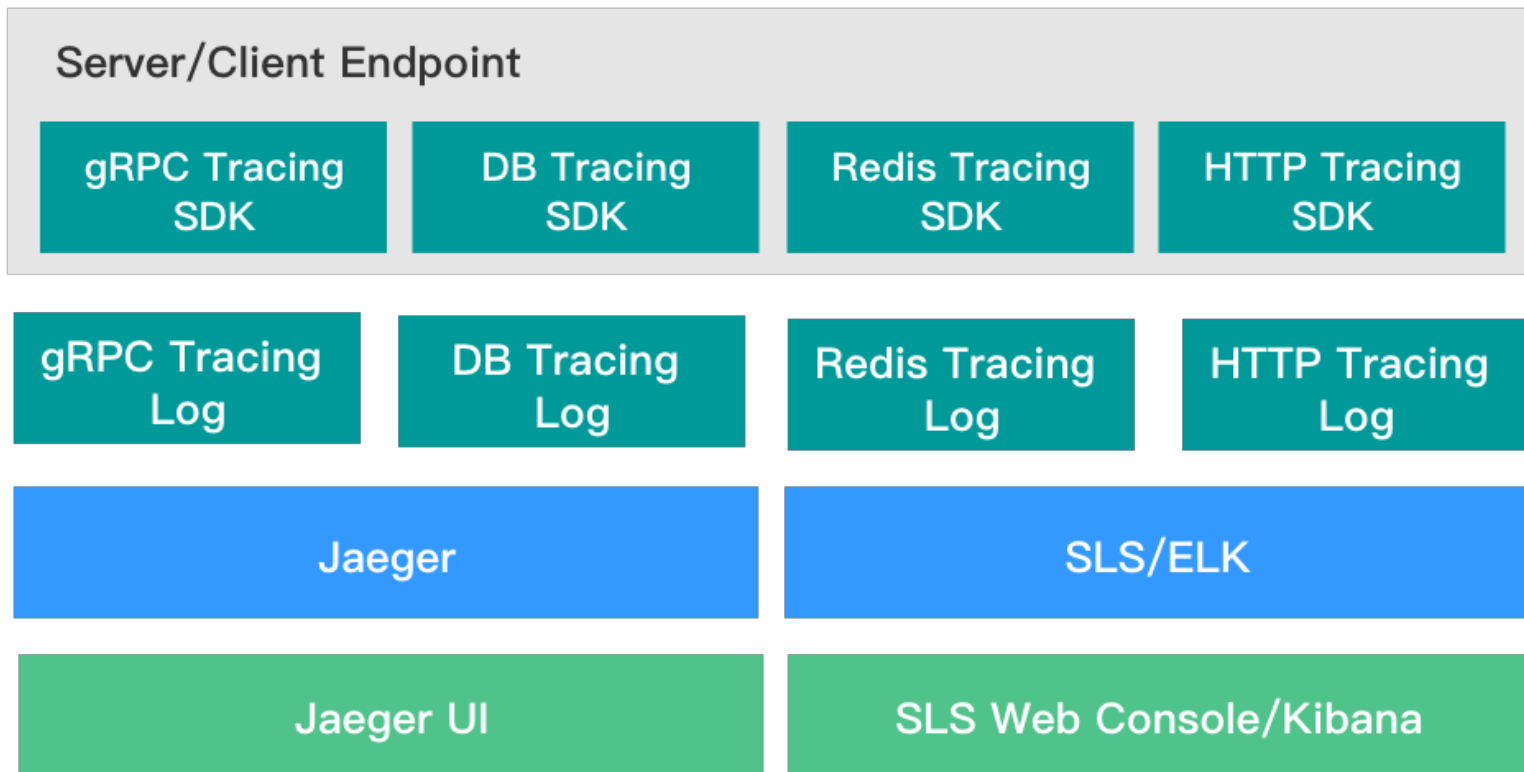 Server/Client Endpoint
gRPC Tracing
SDK
DB Tracing
SDK
Redis Tracing
SDK
HTTP Tracing
SDK
gRPC Tracing
Log
DB Tracing
Log
Redis Tracing
Log
HTTP Tracing
Log
Jaeger
SLS/ELK
Jaeger UI
SLS Web Console/Kibana